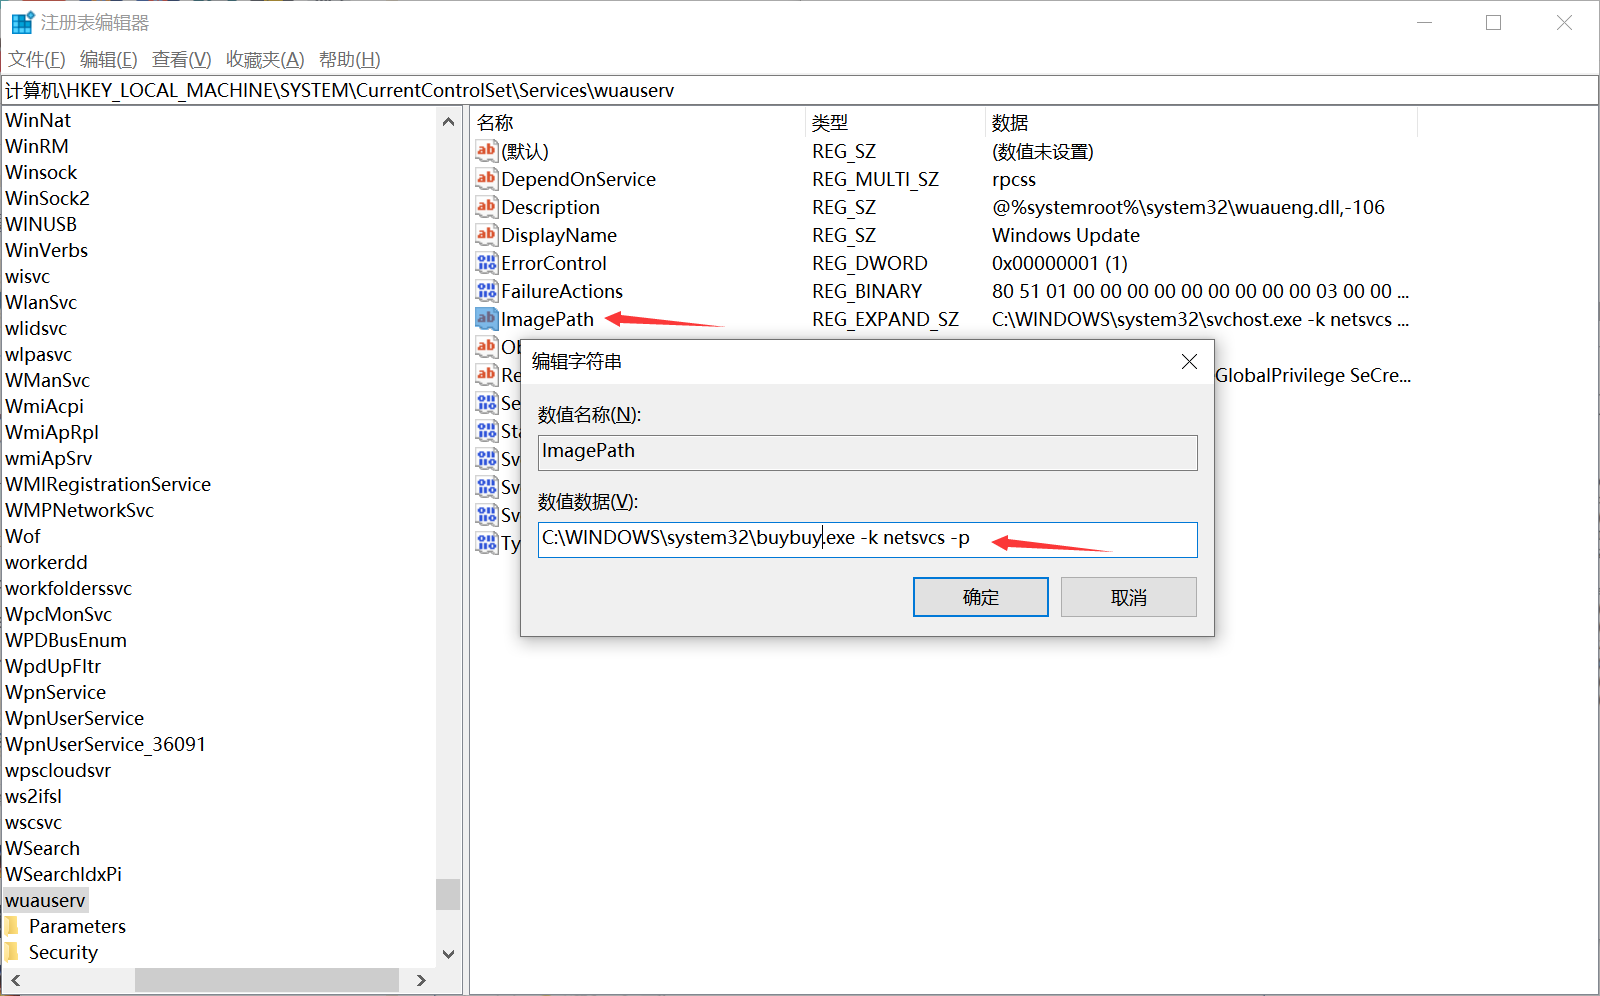 注册表编辑器
文件(F) 编辑(E) 查看(V) 收藏夹(A) 帮助(H)
计算机\HKEY_LOCAL_MACHINE\SYSTEM\CurrentControlSet\Services\wuauserv
WinNat
WinRM
Winsock
WinSock2
WINUSB
WinVerbs
wisvc
WlanSvc
wlidsvc
wlpasvc
WManSvc
WmiAcpi
WmiApRpl
wmiApSrv
WMIRegistrationService
WMPNetworkSvc
Wof
workerdd
workfolderssvc
WpcMonSvc
WPDBusEnum
WpdUpFltr
WpnService
WpnUserService
WpnUserService_36091
wpscloudsvr
ws2ifsl
wscsvc
WSearch
WSearchIdxPi
wuauserv
Parameters
Security
名称 类型 数据
(默认) REG_SZ (数值未设置)
DependOnService REG_MULTI_SZ rpcss
Description REG_SZ @%systemroot%\system32\wuaueng.dll,-106
DisplayName REG_SZ Windows Update
ErrorControl REG_DWORD 0x00000001 (1)
FailureActions REG_BINARY 80 51 01 00 00 00 00 00 00 00 00 00 03 00 00 ...
ImagePath REG_EXPAND_SZ C:\WINDOWS\system32\svchost.exe -k netsvcs ...
Ob
Re GlobalPrivilege SeCre...
Se
Sta
Sv
Sv
Sv
Ty
编辑字符串
数值名称(N):
ImagePath
数值数据(V):
C:\WINDOWS\system32\buybuy.exe -k netsvcs -p
确定 取消